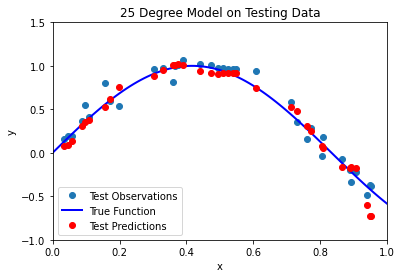 25 Degree Model on Testing Data
1.5
1.0
0.5
0.0
−0.5
−1.0
y
Test Observations
True Function
Test Predictions
0.0 0.2 0.4 0.6 0.8 1.0
x